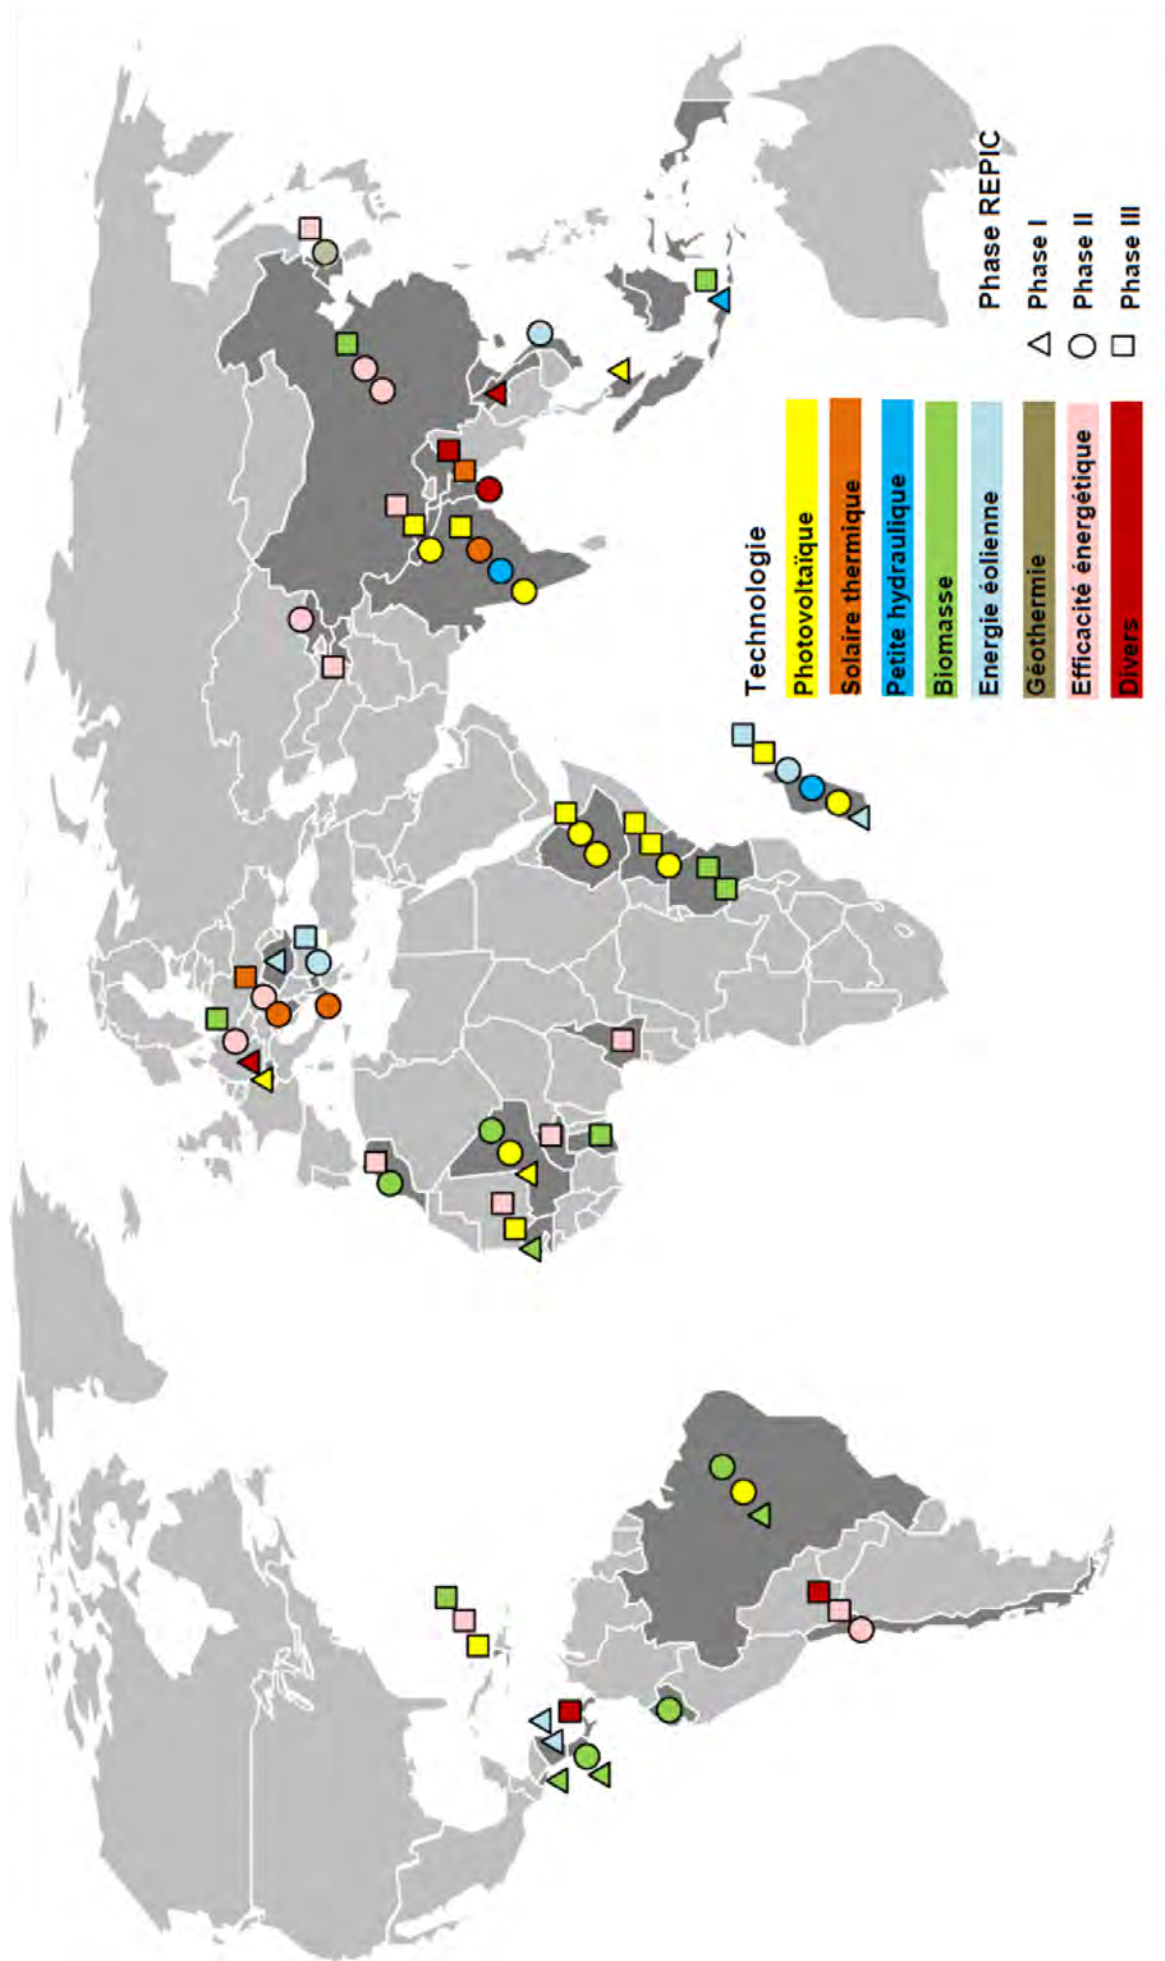 Technologie
Photovoltaïque
Solaire thermique
Petite hydraulique
Biomasse
Energie éolienne
Géothermie
Efficacité énergétique
Divers
Phase REPIC
Phase I
Phase II
Phase III